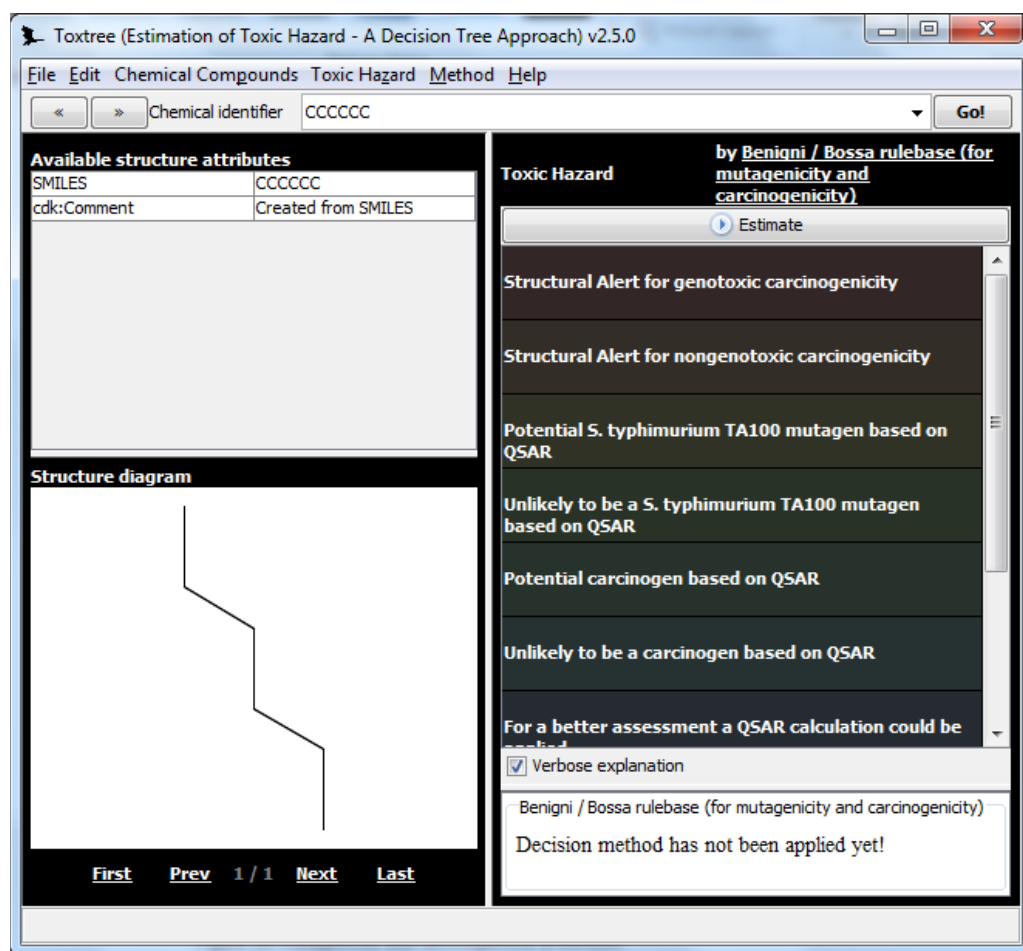 Toxtree (Estimation of Toxic Hazard - A Decision Tree Approach) v2.5.0
File Edit Chemical Compounds Toxic Hazard Method Help
« » Chemical identifier CCCCCC Go!
Available structure attributes
SMILES CCCCCC
cdk:Comment Created from SMILES
Structure diagram
First Prev 1 / 1 Next Last
Toxic Hazard
by Benigni / Bossa rulebase (for
mutagenicity and
carcinogenicity)
Estimate
Structural Alert for genotoxic carcinogenicity
Structural Alert for nongenotoxic carcinogenicity
Potential S. typhimurium TA100 mutagen based on
QSAR
Unlikely to be a S. typhimurium TA100 mutagen
based on QSAR
Potential carcinogen based on QSAR
Unlikely to be a carcinogen based on QSAR
For a better assessment a QSAR calculation could be
Verbose explanation
Benigni / Bossa rulebase (for mutagenicity and carcinogenicity)
Decision method has not been applied yet!